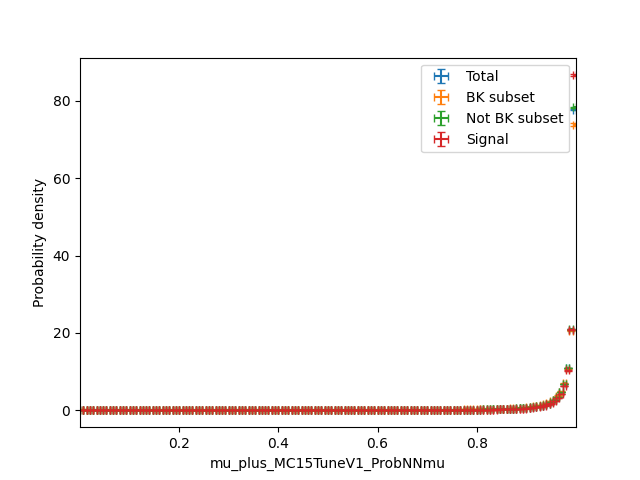 Total
BK subset
Not BK subset
Signal
80
60
40
20
0
0.2 0.4 0.6 0.8
Probability density
mu_plus_MC15TuneV1_ProbNNmu